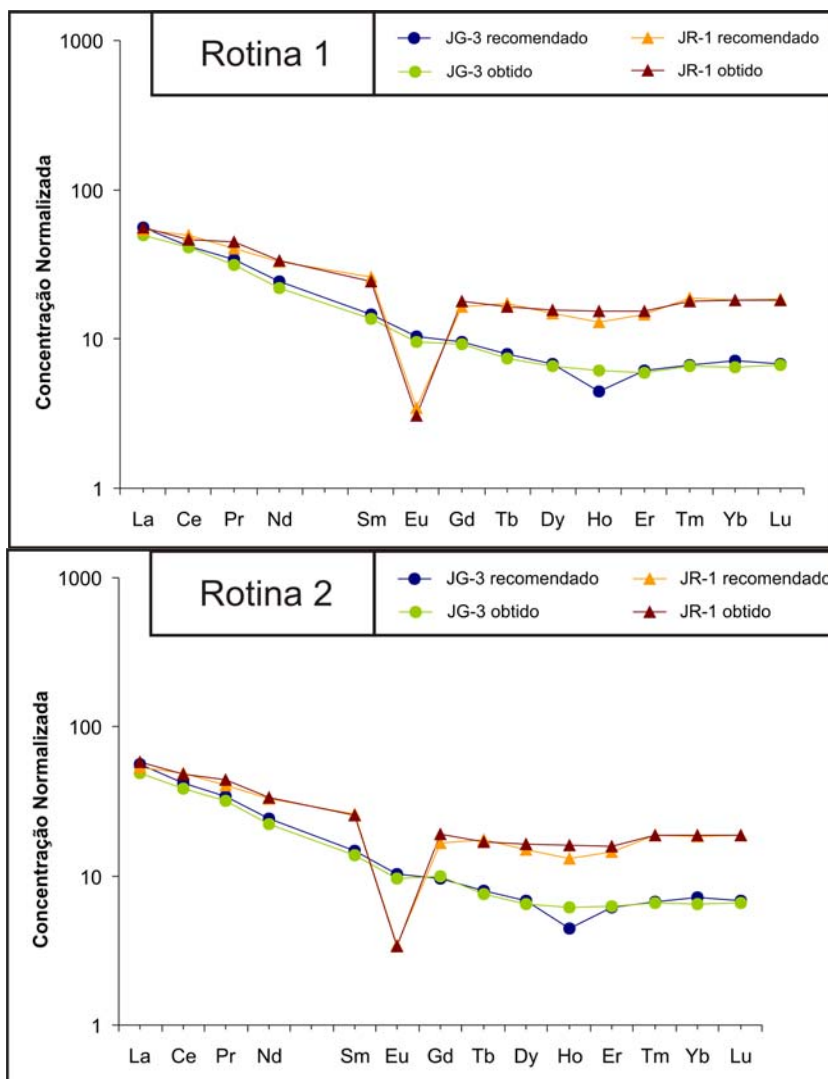 Rotina 1
JG-3 recomendado
JR-1 recomendado
JG-3 obtido
JR-1 obtido
Concentração Normalizada
1000
100
10
1
La Ce Pr Nd Sm Eu Gd Tb Dy Ho Er Tm Yb Lu
Rotina 2
JG-3 recomendado
JR-1 recomendado
JG-3 obtido
JR-1 obtido
Concentração Normalizada
1000
100
10
1
La Ce Pr Nd Sm Eu Gd Tb Dy Ho Er Tm Yb Lu